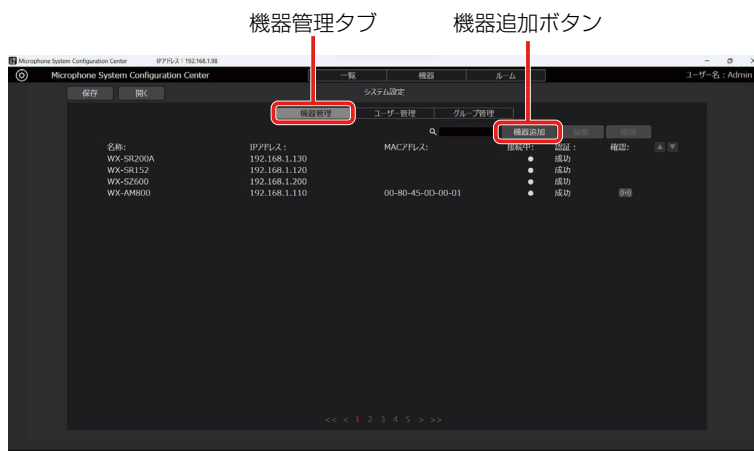 機器管理タブ 機器追加ボタン
Microphone System Configuration Center IPアドレス：192.168.1.98
Microphone System Configuration Center 一覧 機器 ルーム ユーザー名：Admin
保存 開く システム設定
機器管理 ユーザー管理 グループ管理
機器追加 編集 削除
名称: IPアドレス： MACアドレス: 接続中: 認証： 確認:
WX-SR200A 192.168.1.130 成功
WX-SR152 192.168.1.120 成功
WX-SZ600 192.168.1.200 成功
WX-AM800 192.168.1.110 00-80-45-0D-00-01 成功
<< < 1 2 3 4 5 > >>